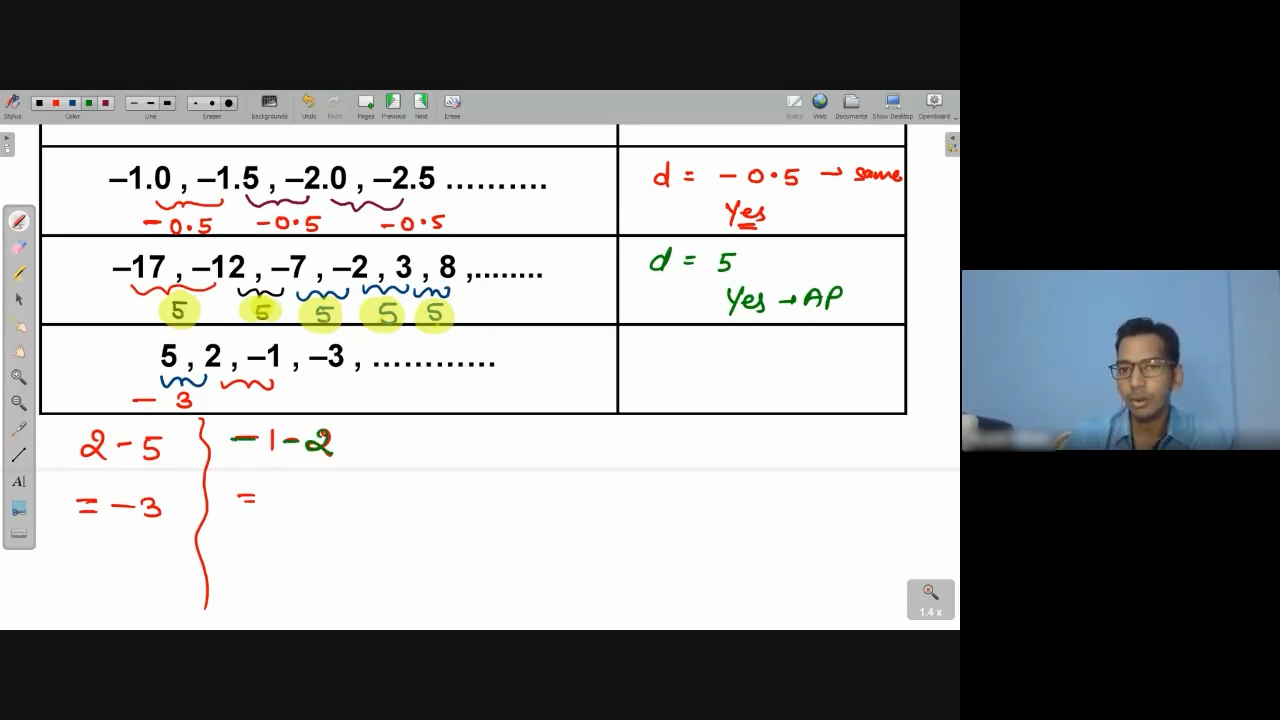 Stylus Color Line Eraser Backgrounds Undo Redo Pages Previous Next Erase Board Web Documents Show Desktop OpenBoard
–1.0 , –1.5 , –2.0 , –2.5 ..........
d = - 0.5 → same
-0.5 -0.5 -0.5
Yes
–17 , –12 , –7 , –2 , 3 , 8 ,........
d = 5
5 5 5 5 5
Yes → AP
5 , 2 , –1 , –3 , ............
- 3
2 - 5
- 1 - 2
= - 3
=
1.4 x